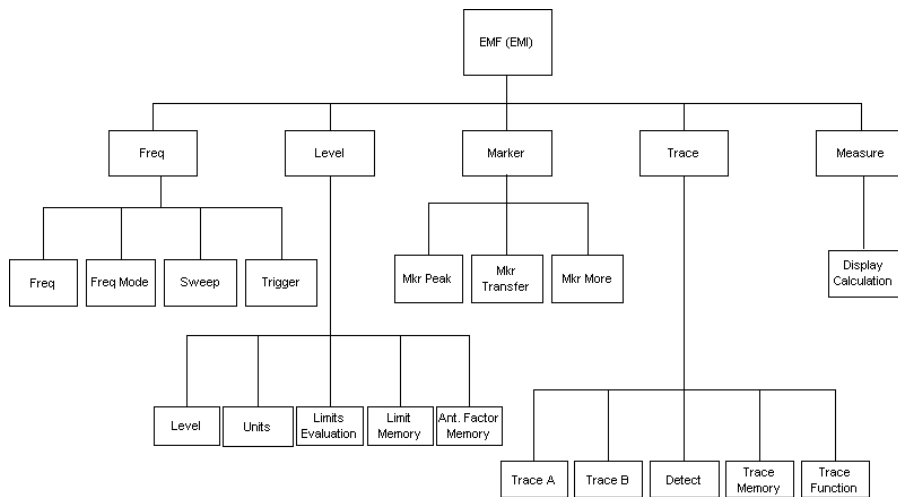 EMF (EMI)
Freq
Level
Marker
Trace
Measure
Freq
Freq Mode
Sweep
Trigger
Mkr Peak
Mkr
Transfer
Mkr More
Display
Calculation
Level
Units
Limits
Evaluation
Limit
Memory
Ant. Factor
Memory
Trace A
Trace B
Detect
Trace
Memory
Trace
Function